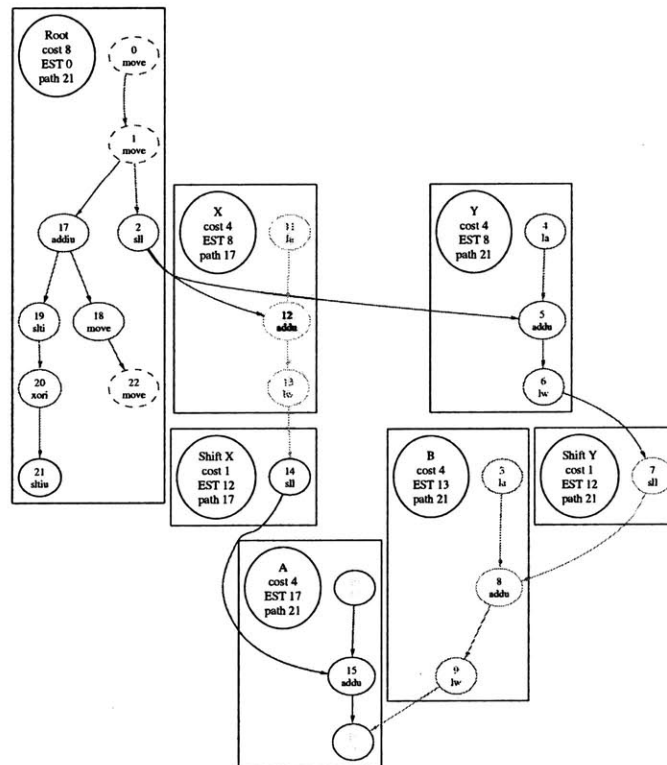 Root
cost 8
EST 0
path 21
0
move
1
move
17
addiu
2
sll
19
slti
18
move
20
xori
22
move
21
sltiu
X
cost 4
EST 8
path 17
11
la
12
addu
13
lw
Y
cost 4
EST 8
path 21
4
la
5
addu
6
lw
Shift X
cost 1
EST 12
path 17
14
sll
B
cost 4
EST 13
path 21
3
la
8
addu
9
lw
Shift Y
cost 1
EST 12
path 21
7
sll
A
cost 4
EST 17
path 21
15
addu